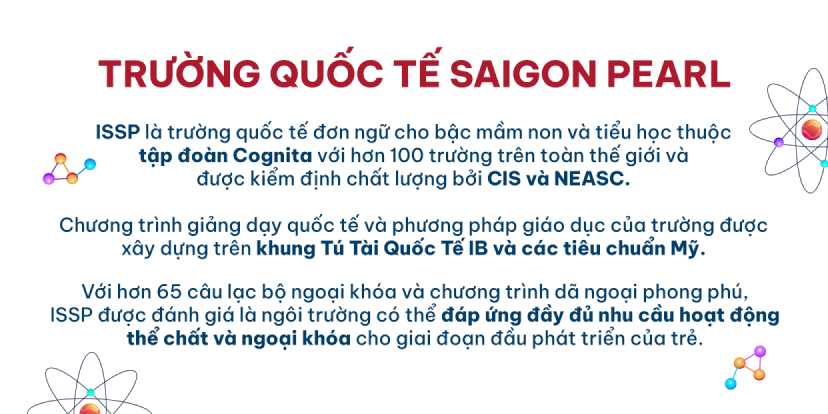 TRƯỜNG QUỐC TẾ SAIGON PEARL
ISSP là trường quốc tế đơn ngữ cho bậc mầm non và tiểu học thuộc
tập đoàn Cognita với hơn 100 trường trên toàn thế giới và
được kiểm định chất lượng bởi CIS và NEASC.
Chương trình giảng dạy quốc tế và phương pháp giáo dục của trường được
xây dựng trên khung Tú Tài Quốc Tế IB và các tiêu chuẩn Mỹ.
Với hơn 65 câu lạc bộ ngoại khóa và chương trình dã ngoại phong phú,
ISSP được đánh giá là ngôi trường có thể đáp ứng đầy đủ nhu cầu hoạt động
thể chất và ngoại khóa cho giai đoạn đầu phát triển của trẻ.